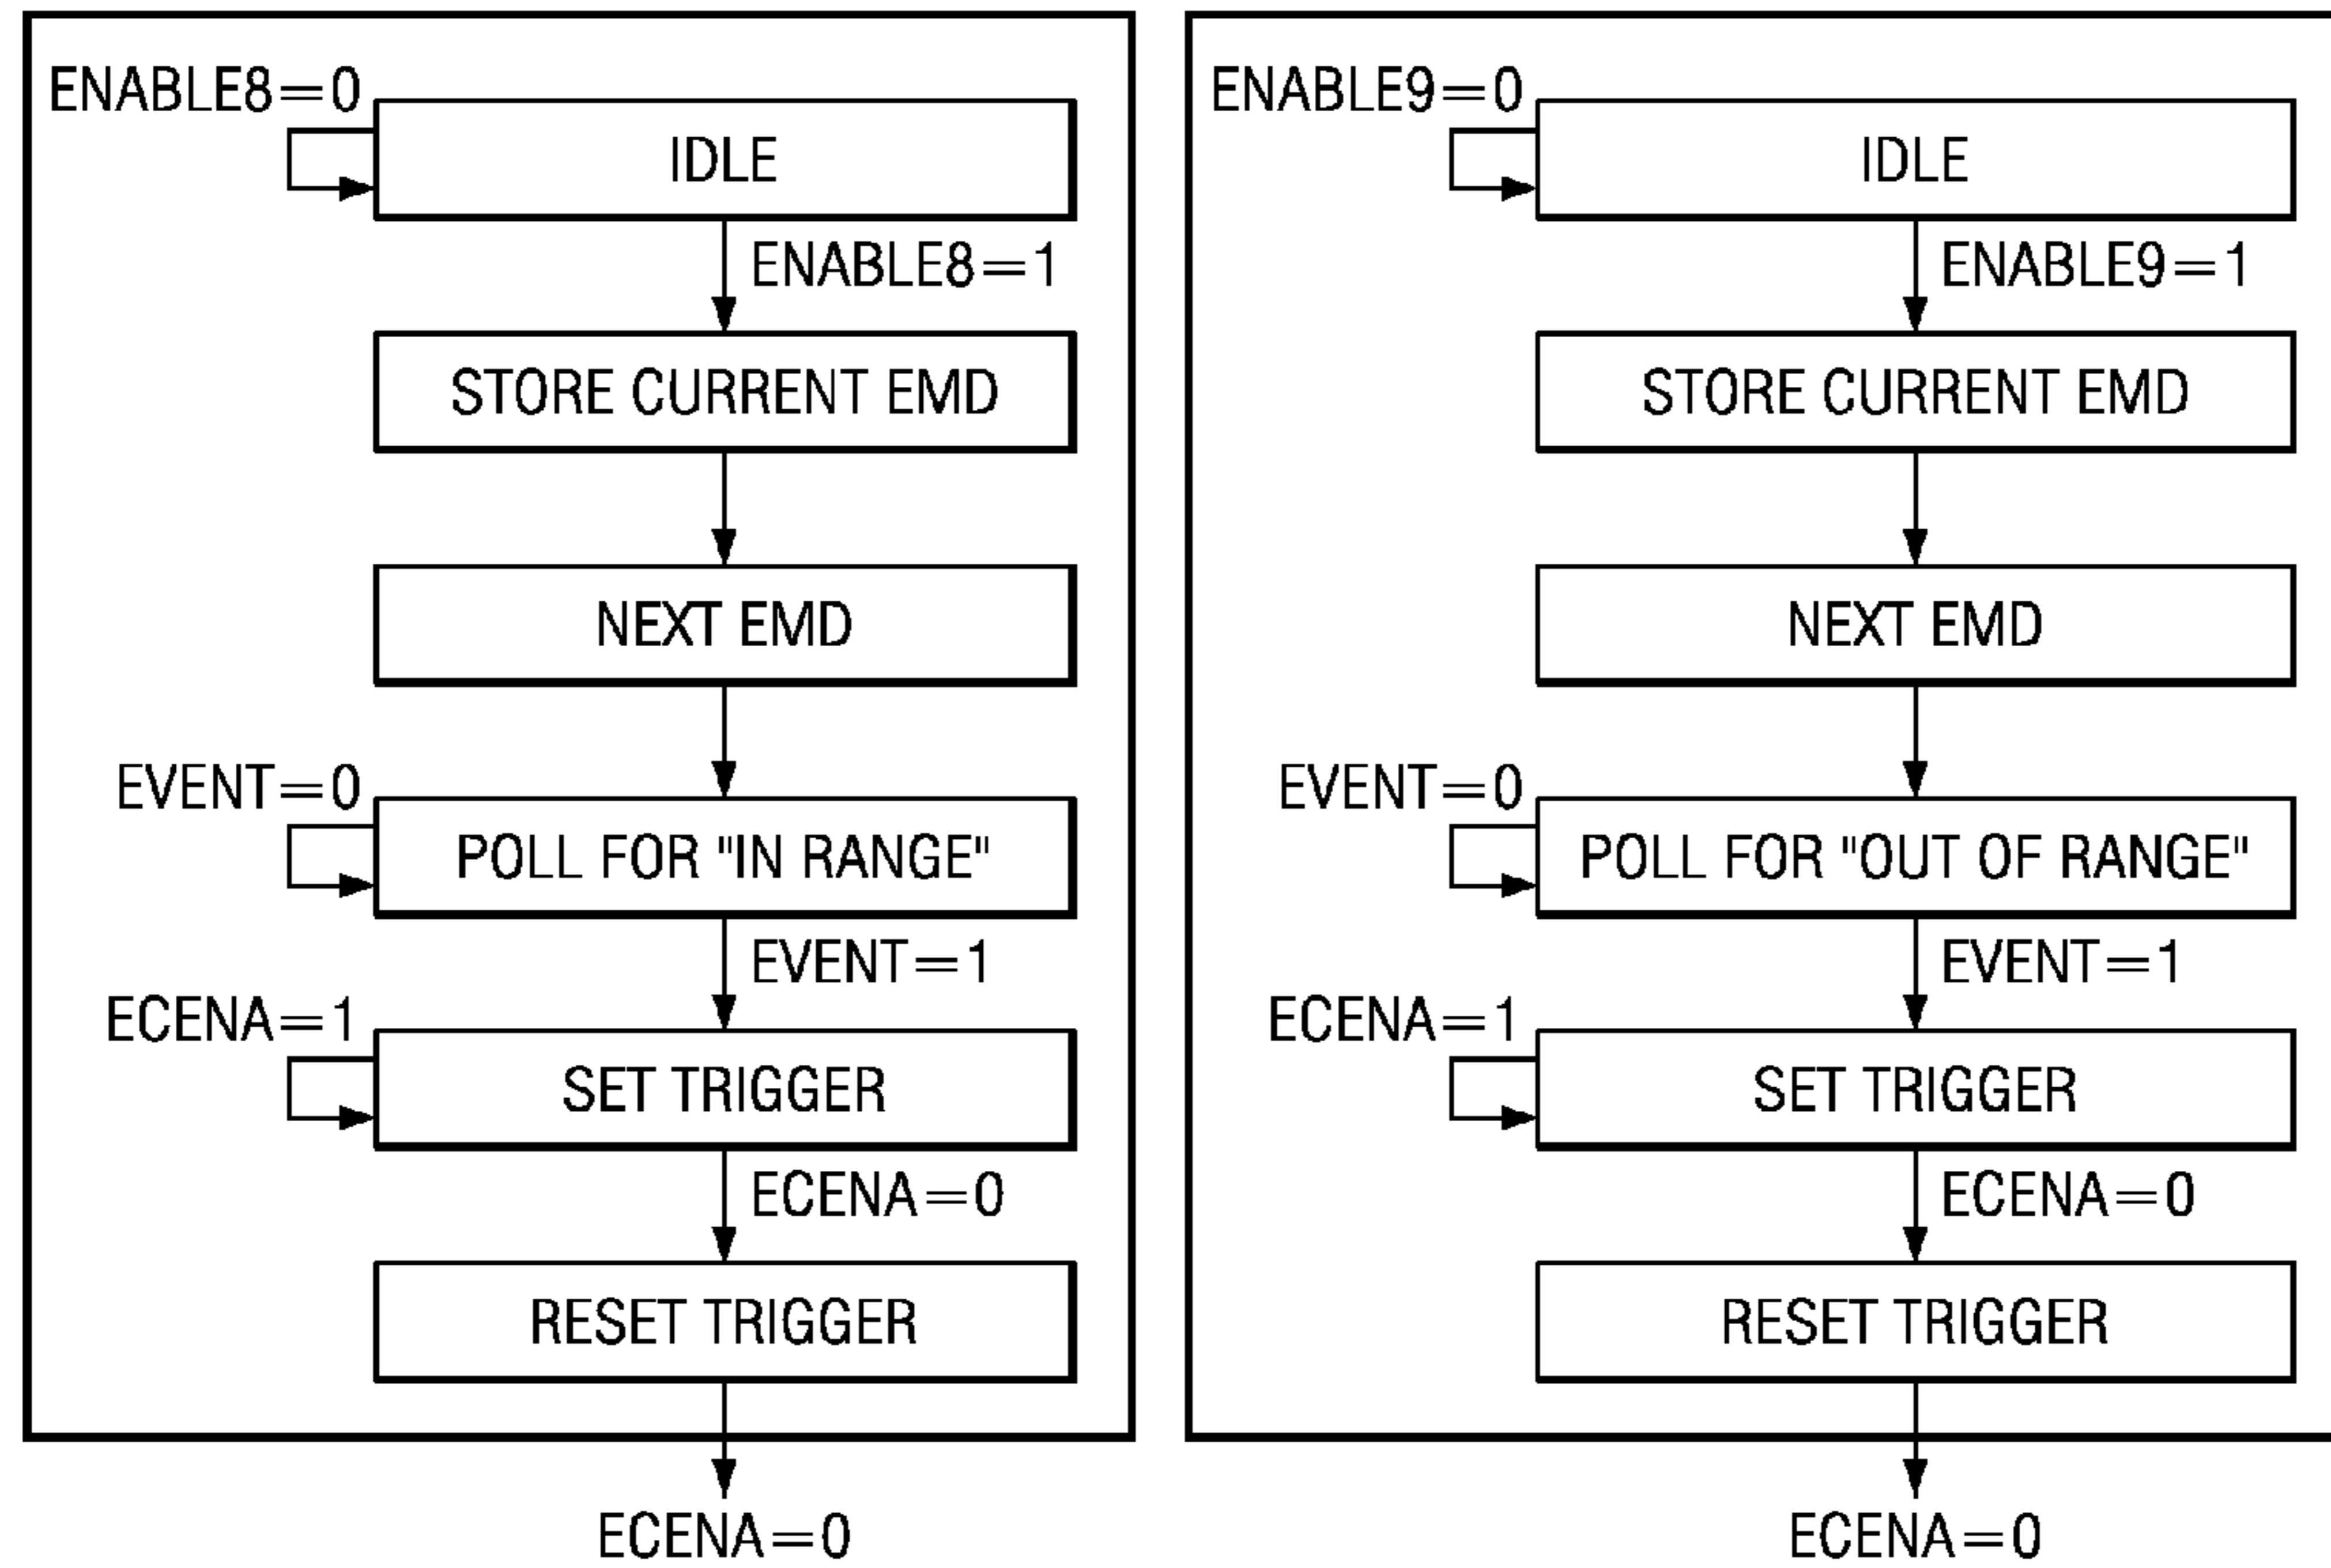 ENABLE8=0
IDLE
ENABLE8=1
STORE CURRENT EMD
NEXT EMD
EVENT=0
POLL FOR "IN RANGE"
EVENT=1
ECENA=1
SET TRIGGER
ECENA=0
RESET TRIGGER
ECENA=0
ENABLE9=0
IDLE
ENABLE9=1
STORE CURRENT EMD
NEXT EMD
EVENT=0
POLL FOR "OUT OF RANGE"
EVENT=1
ECENA=1
SET TRIGGER
ECENA=0
RESET TRIGGER
ECENA=0